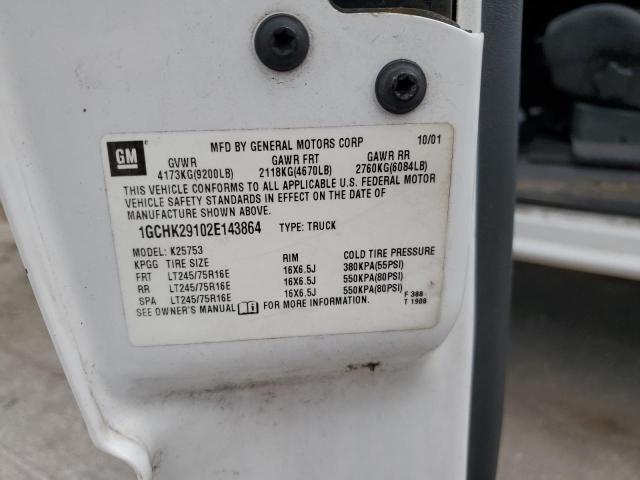 GM MFD BY GENERAL MOTORS CORP 10/01
GVWR GAWR FRT GAWR RR
4173KG(9200LB) 2118KG(4670LB) 2760KG(6084LB)
THIS VEHICLE CONFORMS TO ALL APPLICABLE U.S. FEDERAL MOTOR
VEHICLE SAFETY STANDARDS IN EFFECT ON THE DATE OF
MANUFACTURE SHOWN ABOVE.
1GCHK29102E143864 TYPE: TRUCK
MODEL: K25753
KPGG TIRE SIZE RIM COLD TIRE PRESSURE
FRT LT245/75R16E 16X6.5J 380KPA(55PSI)
RR LT245/75R16E 16X6.5J 550KPA(80PSI)
SPA LT245/75R16E 16X6.5J 550KPA(80PSI)
SEE OWNER'S MANUAL FOR MORE INFORMATION.
F 388
T 1908